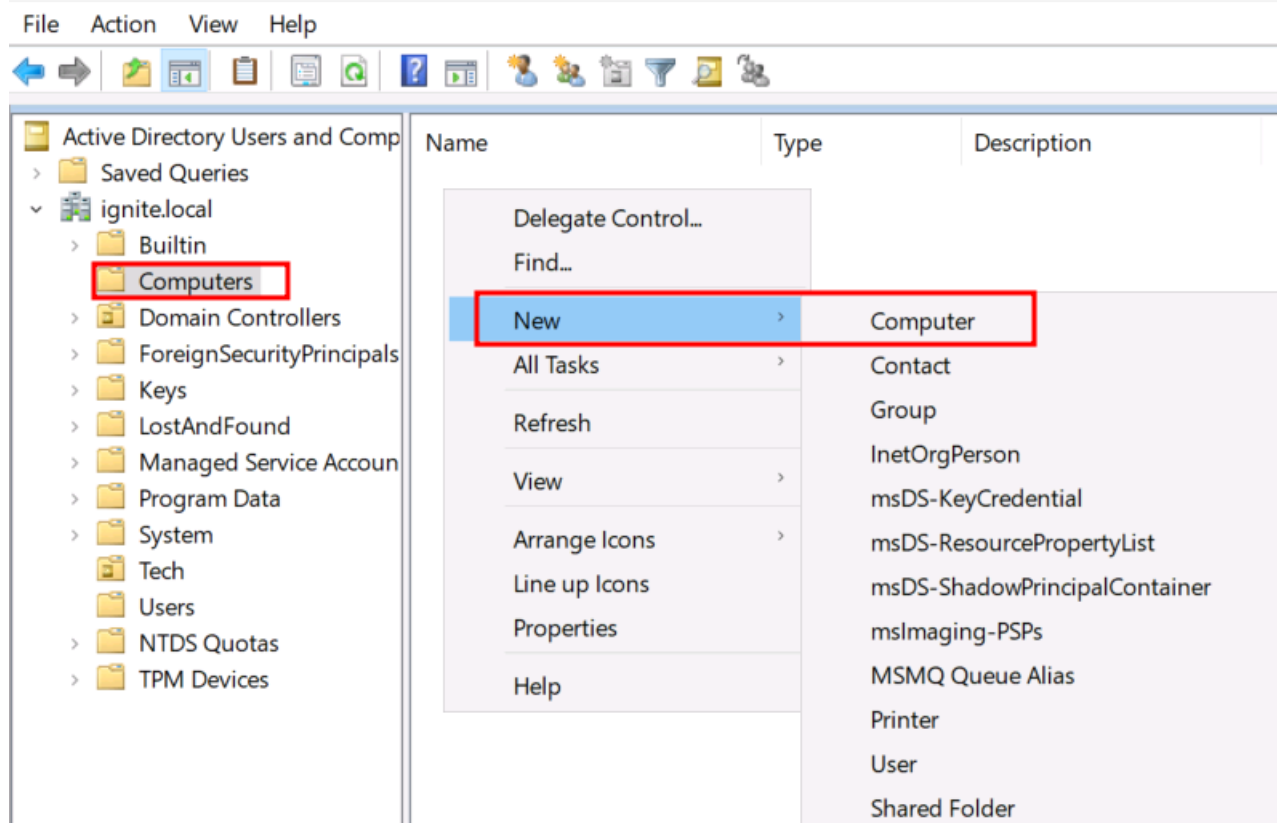 File Action View Help
Active Directory Users and Comp
Saved Queries
ignite.local
Builtin
Computers
Domain Controllers
ForeignSecurityPrincipals
Keys
LostAndFound
Managed Service Accoun
Program Data
System
Tech
Users
NTDS Quotas
TPM Devices
Name Type Description
Delegate Control...
Find...
New
All Tasks
Refresh
View
Arrange Icons
Line up Icons
Properties
Help
Computer
Contact
Group
InetOrgPerson
msDS-KeyCredential
msDS-ResourcePropertyList
msDS-ShadowPrincipalContainer
msImaging-PSPs
MSMQ Queue Alias
Printer
User
Shared Folder